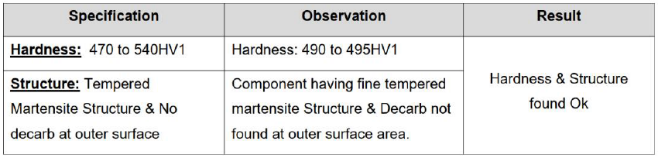 Specification
Observation
Result
Hardness: 470 to 540HV1
Hardness: 490 to 495HV1
Structure: Tempered
Martensite Structure & No
decarb at outer surface
Component having fine tempered
martensite Structure & Decarb not
found at outer surface area.
Hardness & Structure
found Ok